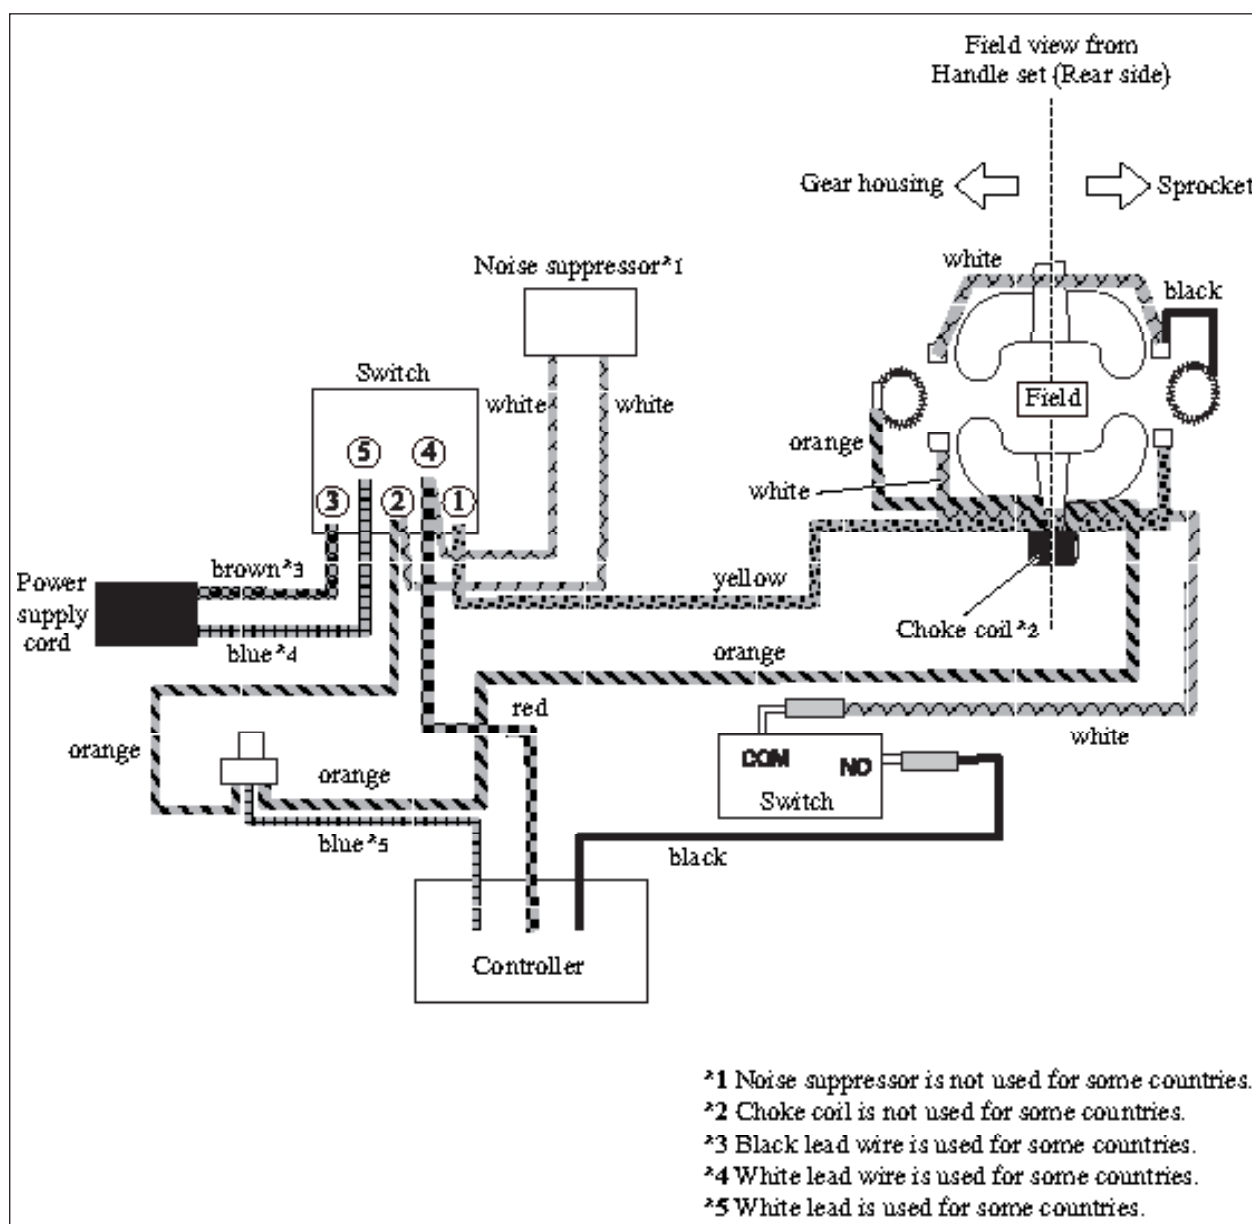 Field view from
Handle set (Rear side)
Gear housing
Sprocket
white
Noise suppressor*1
black
Switch
white
white
Field
5
4
orange
3
2
1
white
brown*3
Power
supply
cord
yellow
Choke coil*2
blue*4
orange
red
white
orange
COM
NO
orange
Switch
blue*5
black
Controller
*1 Noise suppressor is not used for some countries.
*2 Choke coil is not used for some countries.
*3 Black lead wire is used for some countries.
*4 White lead wire is used for some countries.
*5 White lead is used for some countries.